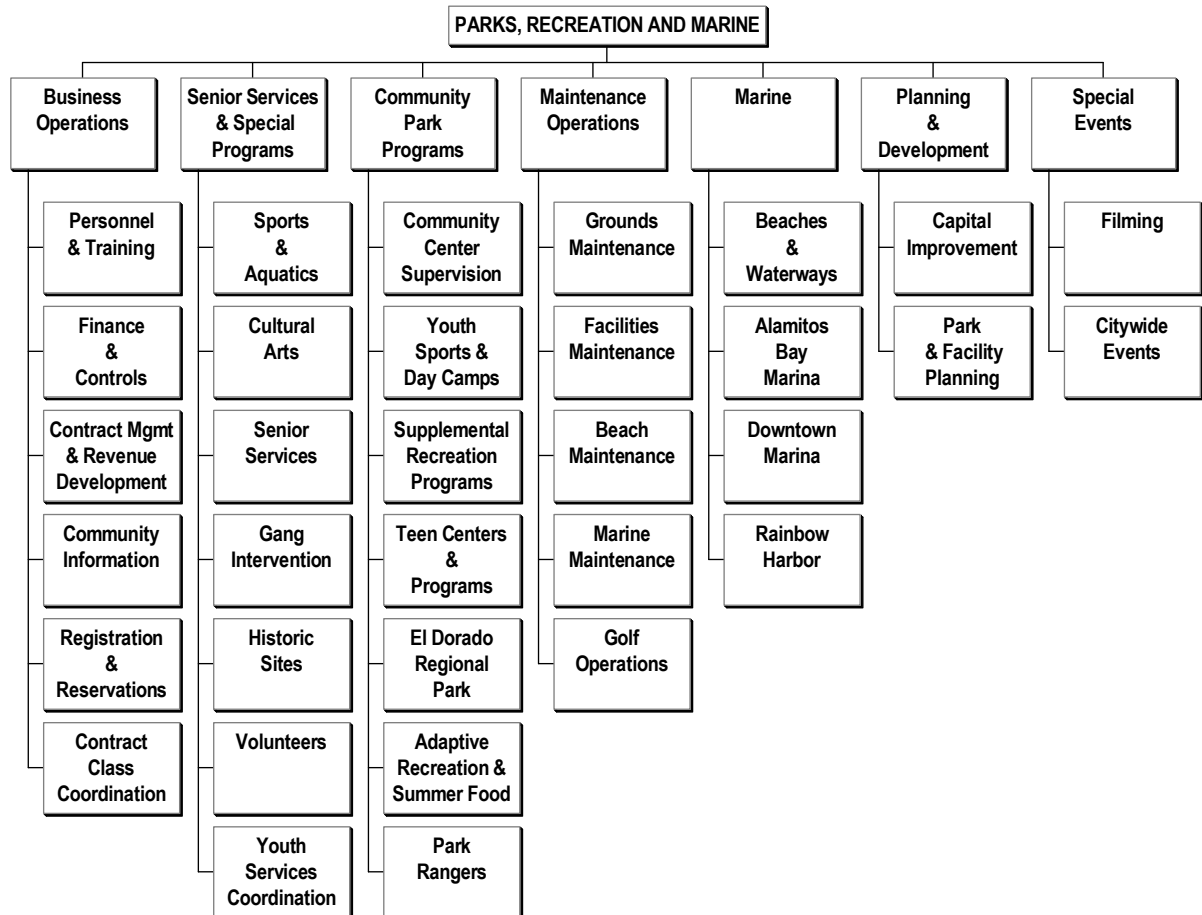 PARKS, RECREATION AND MARINE
Business
Operations
Senior Services
& Special
Programs
Community
Park
Programs
Maintenance
Operations
Marine
Planning
&
Development
Special
Events
Personnel
& Training
Finance
&
Controls
Contract Mgmt
& Revenue
Development
Community
Information
Registration
&
Reservations
Contract
Class
Coordination
Sports
&
Aquatics
Cultural
Arts
Senior
Services
Gang
Intervention
Historic
Sites
Volunteers
Youth
Services
Coordination
Community
Center
Supervision
Youth
Sports &
Day Camps
Supplemental
Recreation
Programs
Teen Centers
&
Programs
El Dorado
Regional
Park
Adaptive
Recreation &
Summer Food
Park
Rangers
Grounds
Maintenance
Facilities
Maintenance
Beach
Maintenance
Marine
Maintenance
Golf
Operations
Beaches
&
Waterways
Alamitos
Bay
Marina
Downtown
Marina
Rainbow
Harbor
Capital
Improvement
Park
& Facility
Planning
Filming
Citywide
Events